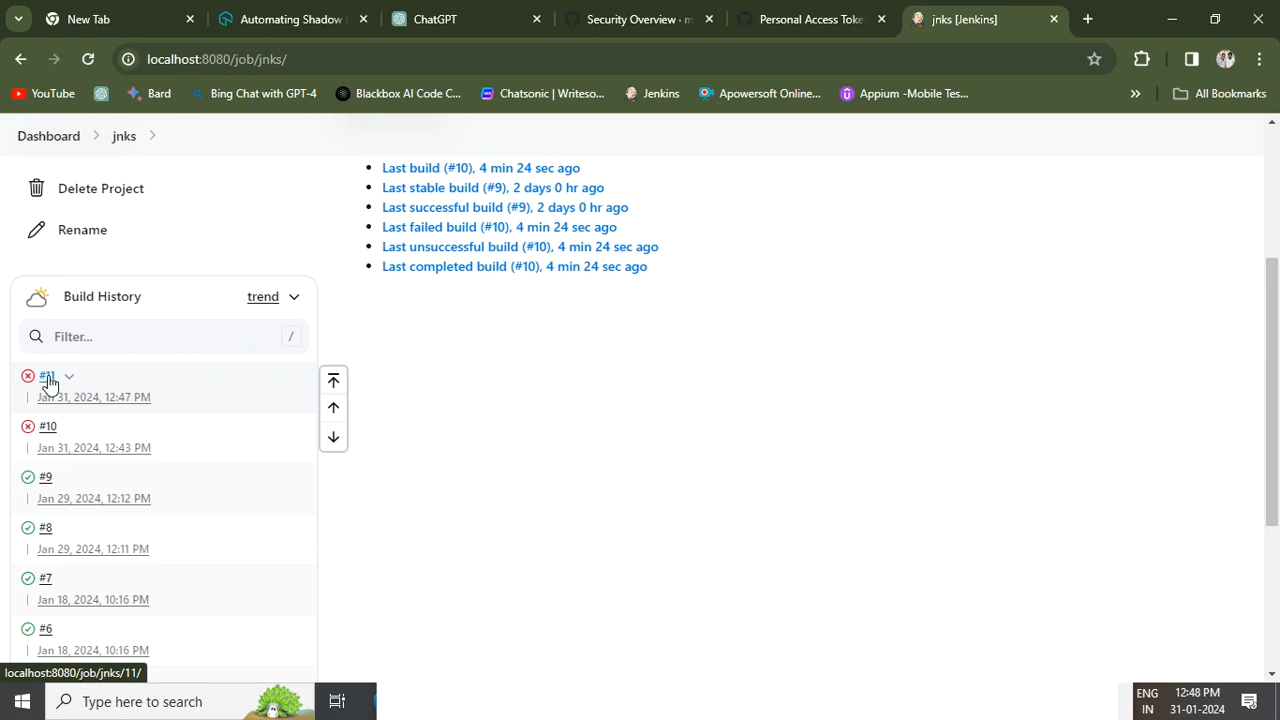 New Tab
Automating Shadow
ChatGPT
Security Overview - m
Personal Access Toke
jnks [Jenkins]
localhost:8080/job/jnks/
YouTube
Bard
Bing Chat with GPT-4
Blackbox AI Code C...
Chatsonic | Writeso...
Jenkins
Apowersoft Online...
Appium -Mobile Tes...
All Bookmarks
Dashboard
jnks
Delete Project
Rename
Last build (#10), 4 min 24 sec ago
Last stable build (#9), 2 days 0 hr ago
Last successful build (#9), 2 days 0 hr ago
Last failed build (#10), 4 min 24 sec ago
Last unsuccessful build (#10), 4 min 24 sec ago
Last completed build (#10), 4 min 24 sec ago
Build History
trend
Filter...
/
#11
Jan 31, 2024, 12:47 PM
#10
Jan 31, 2024, 12:43 PM
#9
Jan 29, 2024, 12:12 PM
#8
Jan 29, 2024, 12:11 PM
#7
Jan 18, 2024, 10:16 PM
#6
Jan 18, 2024, 10:16 PM
localhost:8080/job/jnks/11/
Type here to search
ENG
IN
12:48 PM
31-01-2024